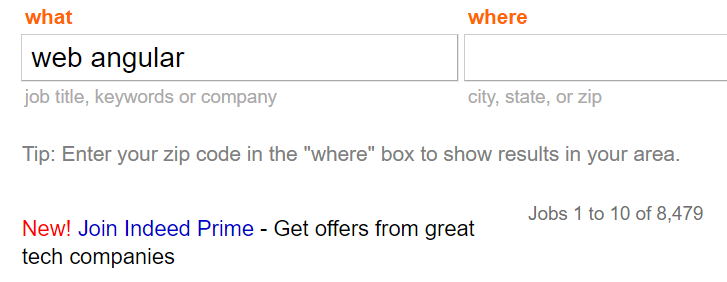 what where
web angular
job title, keywords or company city, state, or zip
Tip: Enter your zip code in the "where" box to show results in your area.
Jobs 1 to 10 of 8,479
New! Join Indeed Prime - Get offers from great
tech companies